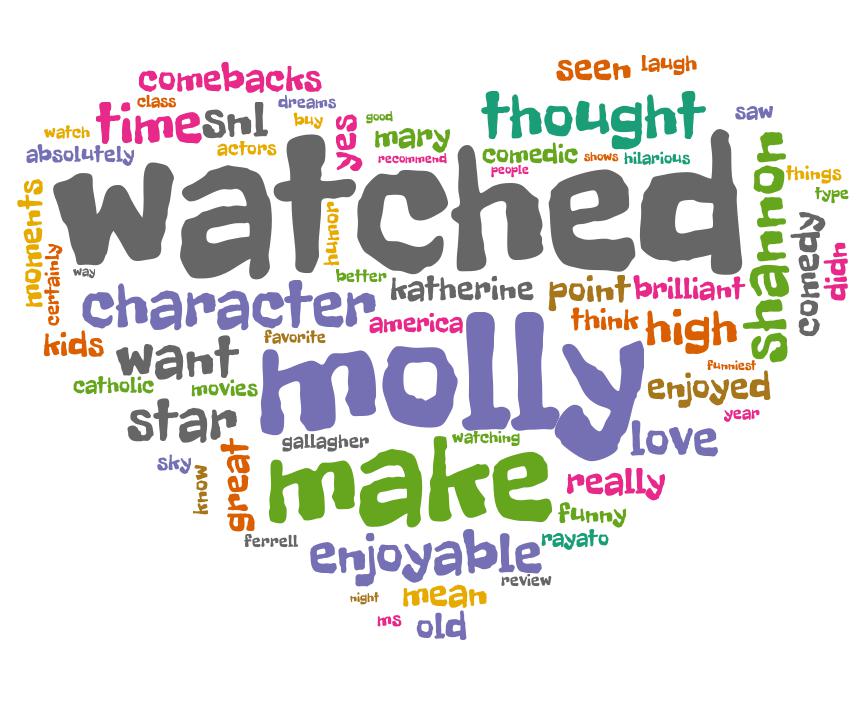 comebacks
seen laugh
class
dreams
time snl
buy
yes
good
thought
saw
watch
mary
absolutely
actors
recommend
comedic shows hilarious
people
watched
shannon
things
type
moments
certainly
way
humor
better
comedy
didn
character
katherine
point brilliant
america
think high
kids
want
favorite
molly
funniest
catholic
movies
enjoyed
star
year
gallagher
watching
love
sky
know
great
make
really
funny
ferrell
enjoyable rayato
review
night
mean
ms
old